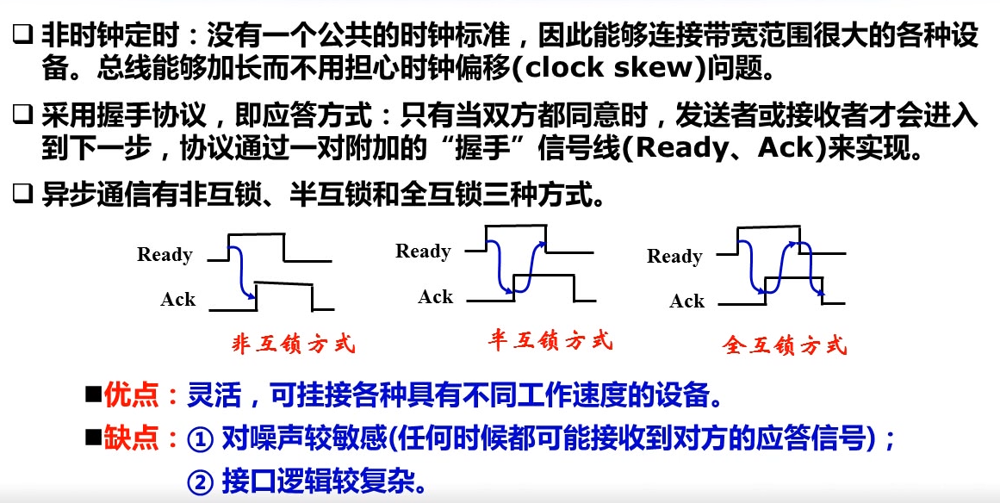 ❑ 非时钟定时：没有一个公共的时钟标准，因此能够连接带宽范围很大的各种设
备。总线能够加长而不用担心时钟偏移(clock skew)问题。
❑ 采用握手协议，即应答方式：只有当双方都同意时，发送者或接收者才会进入
到下一步，协议通过一对附加的“握手”信号线(Ready、Ack)来实现。
❑ 异步通信有非互锁、半互锁和全互锁三种方式。
Ready
Ack
非互锁方式
Ready
Ack
半互锁方式
Ready
Ack
全互锁方式
■优点：灵活，可挂接各种具有不同工作速度的设备。
■缺点：① 对噪声较敏感(任何时候都可能接收到对方的应答信号)；
② 接口逻辑较复杂。